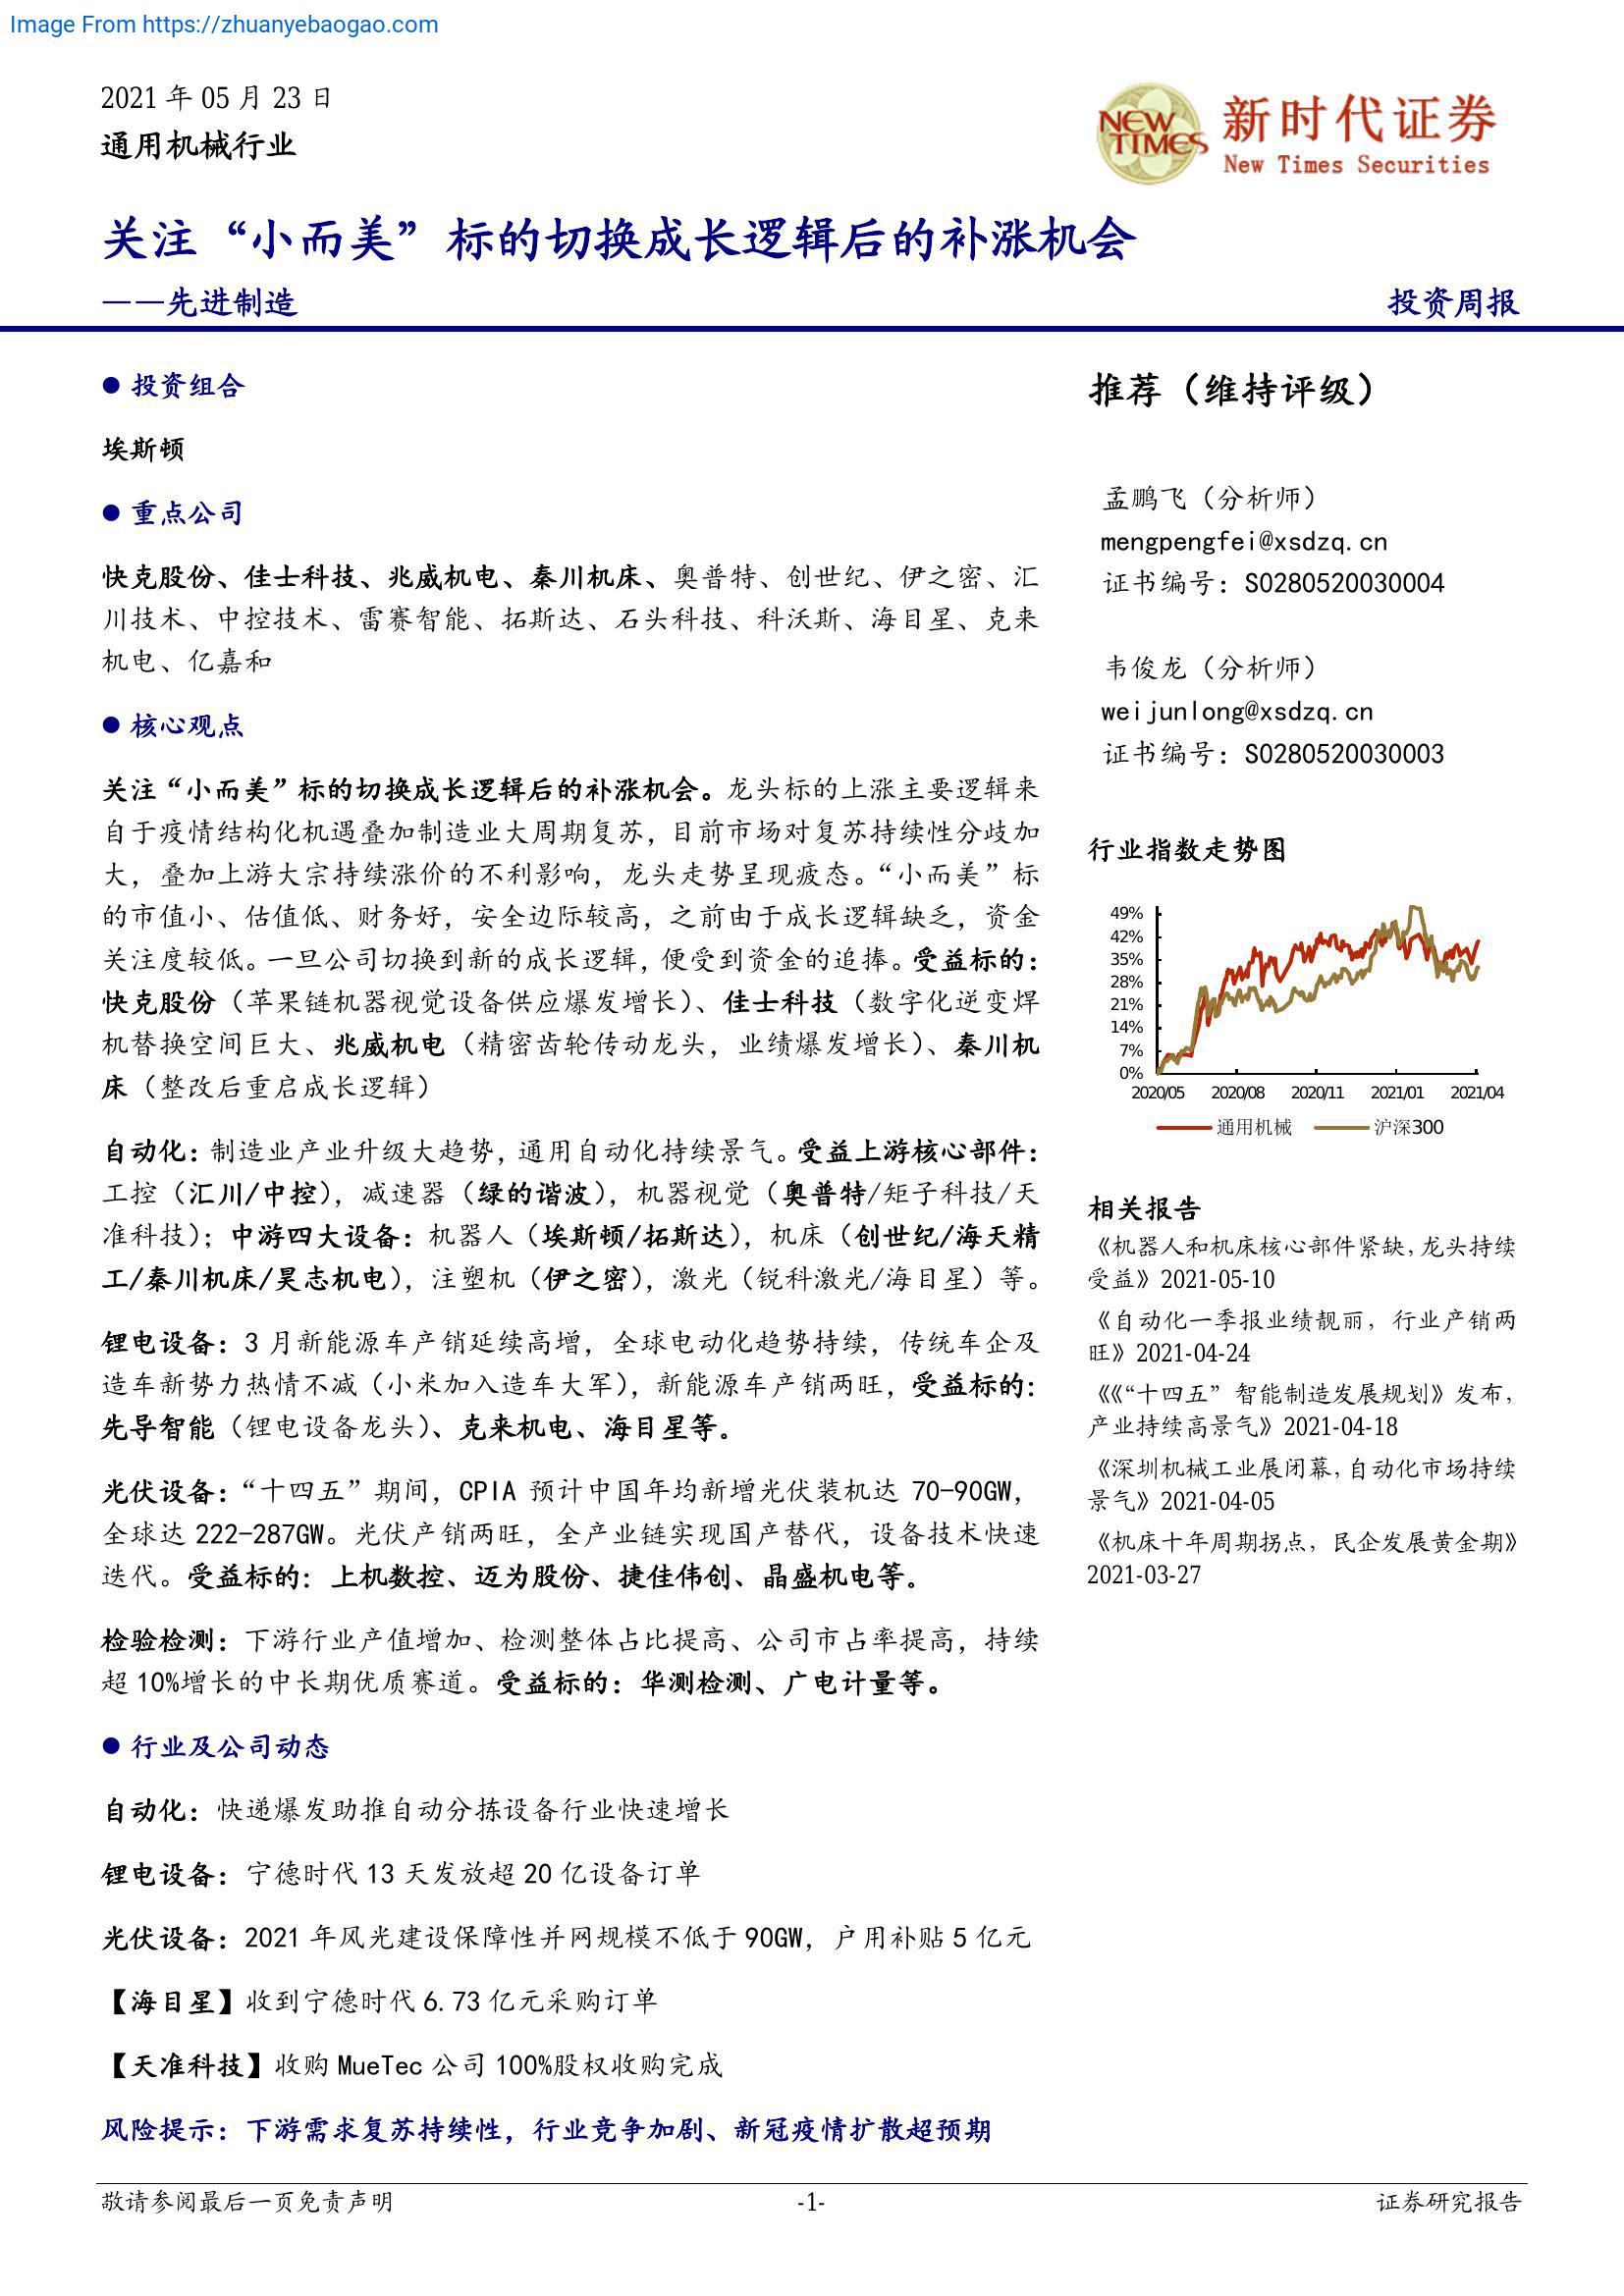 Image From https://zhuanyebaogao.com
2021 年 05 月 23 日
通用机械行业
NEW TIMES
新时代证券
New Times Securities
关注“小而美”标的切换成长逻辑后的补涨机会
——先进制造
投资周报
● 投资组合
埃斯顿
● 重点公司
快克股份、佳士科技、兆威机电、秦川机床、奥普特、创世纪、伊之密、汇
川技术、中控技术、雷赛智能、拓斯达、石头科技、科沃斯、海目星、克来
机电、亿嘉和
● 核心观点
关注“小而美”标的切换成长逻辑后的补涨机会。龙头标的上涨主要逻辑来
自于疫情结构化机遇叠加制造业大周期复苏，目前市场对复苏持续性分歧加
大，叠加上游大宗持续涨价的不利影响，龙头走势呈现疲态。“小而美”标
的市值小、估值低、财务好，安全边际较高，之前由于成长逻辑缺乏，资金
关注度较低。一旦公司切换到新的成长逻辑，便受到资金的追捧。受益标的：
快克股份（苹果链机器视觉设备供应爆发增长）、佳士科技（数字化逆变焊
机替换空间巨大、兆威机电（精密齿轮传动龙头，业绩爆发增长）、秦川机
床（整改后重启成长逻辑）
自动化：制造业产业升级大趋势，通用自动化持续景气。受益上游核心部件：
工控（汇川/中控），减速器（绿的谐波），机器视觉（奥普特/矩子科技/天
准科技）；中游四大设备：机器人（埃斯顿/拓斯达），机床（创世纪/海天精
工/秦川机床/昊志机电），注塑机（伊之密），激光（锐科激光/海目星）等。
锂电设备：3 月新能源车产销延续高增，全球电动化趋势持续，传统车企及
造车新势力热情不减（小米加入造车大军），新能源车产销两旺，受益标的：
先导智能（锂电设备龙头）、克来机电、海目星等。
光伏设备：“十四五”期间，CPIA 预计中国年均新增光伏装机达 70-90GW，
全球达 222-287GW。光伏产销两旺，全产业链实现国产替代，设备技术快速
迭代。受益标的：上机数控、迈为股份、捷佳伟创、晶盛机电等。
检验检测：下游行业产值增加、检测整体占比提高、公司市占率提高，持续
超 10%增长的中长期优质赛道。受益标的：华测检测、广电计量等。
● 行业及公司动态
自动化：快递爆发助推自动分拣设备行业快速增长
锂电设备：宁德时代 13 天发放超 20 亿设备订单
光伏设备：2021 年风光建设保障性并网规模不低于 90GW，户用补贴 5 亿元
【海目星】收到宁德时代 6.73 亿元采购订单
【天准科技】收购 MueTec 公司 100%股权收购完成
风险提示：下游需求复苏持续性，行业竞争加剧、新冠疫情扩散超预期
推荐（维持评级）
孟鹏飞（分析师）
mengpengfei@xsdzq.cn
证书编号：S0280520030004
韦俊龙（分析师）
weijunlong@xsdzq.cn
证书编号：S0280520030003
行业指数走势图
49%
42%
35%
28%
21%
14%
7%
0%
2020/05 2020/08 2020/11 2021/01 2021/04
通用机械 沪深300
相关报告
《机器人和机床核心部件紧缺，龙头持续
受益》2021-05-10
《自动化一季报业绩靓丽，行业产销两
旺》2021-04-24
《《“十四五” 智能制造发展规划》发布，
产业持续高景气》2021-04-18
《深圳机械工业展闭幕，自动化市场持续
景气》2021-04-05
《机床十年周期拐点，民企发展黄金期》
2021-03-27
敬请参阅最后一页免责声明
-1-
证券研究报告